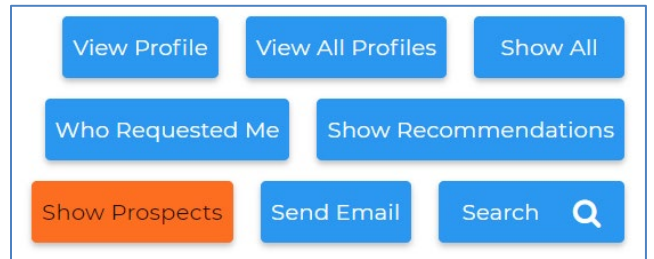 View Profile View All Profiles Show All
Who Requested Me Show Recommendations
Show Prospects Send Email Search